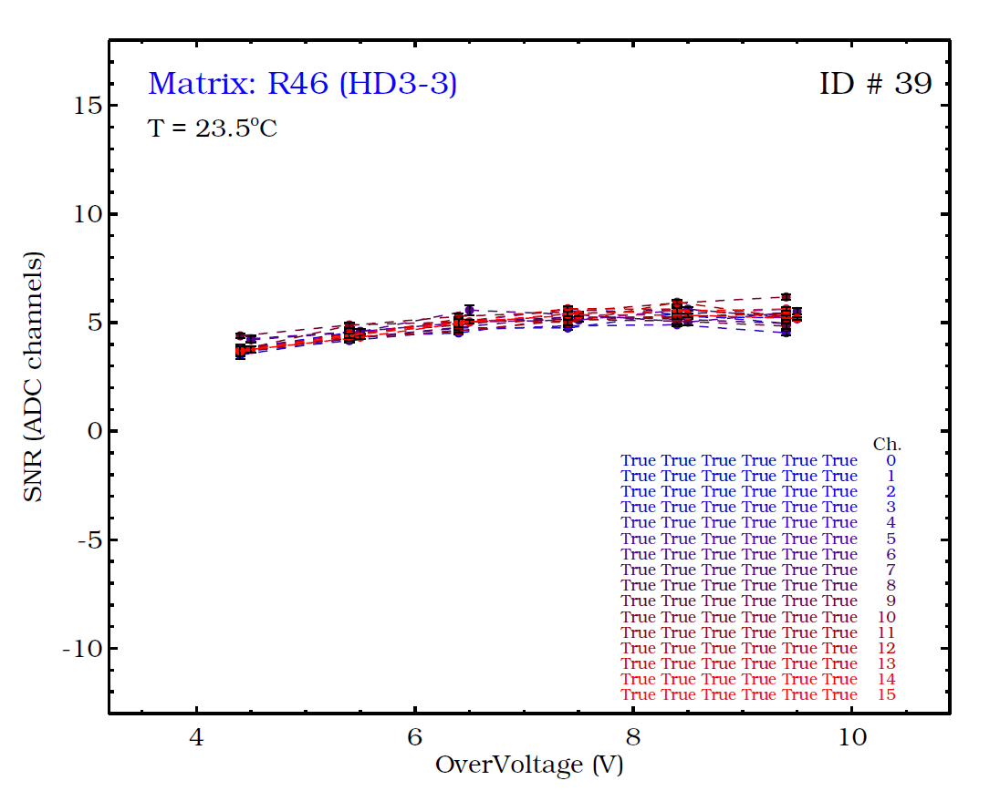 Matrix: R46 (HD3-3)
ID # 39
T = 23.5°C
15
10
5
0
-5
-10
SNR (ADC channels)
Ch.
True True True True True True 0
True True True True True True 1
True True True True True True 2
True True True True True True 3
True True True True True True 4
True True True True True True 5
True True True True True True 6
True True True True True True 7
True True True True True True 8
True True True True True True 9
True True True True True True 10
True True True True True True 11
True True True True True True 12
True True True True True True 13
True True True True True True 14
True True True True True True 15
4 6 8 10
OverVoltage (V)